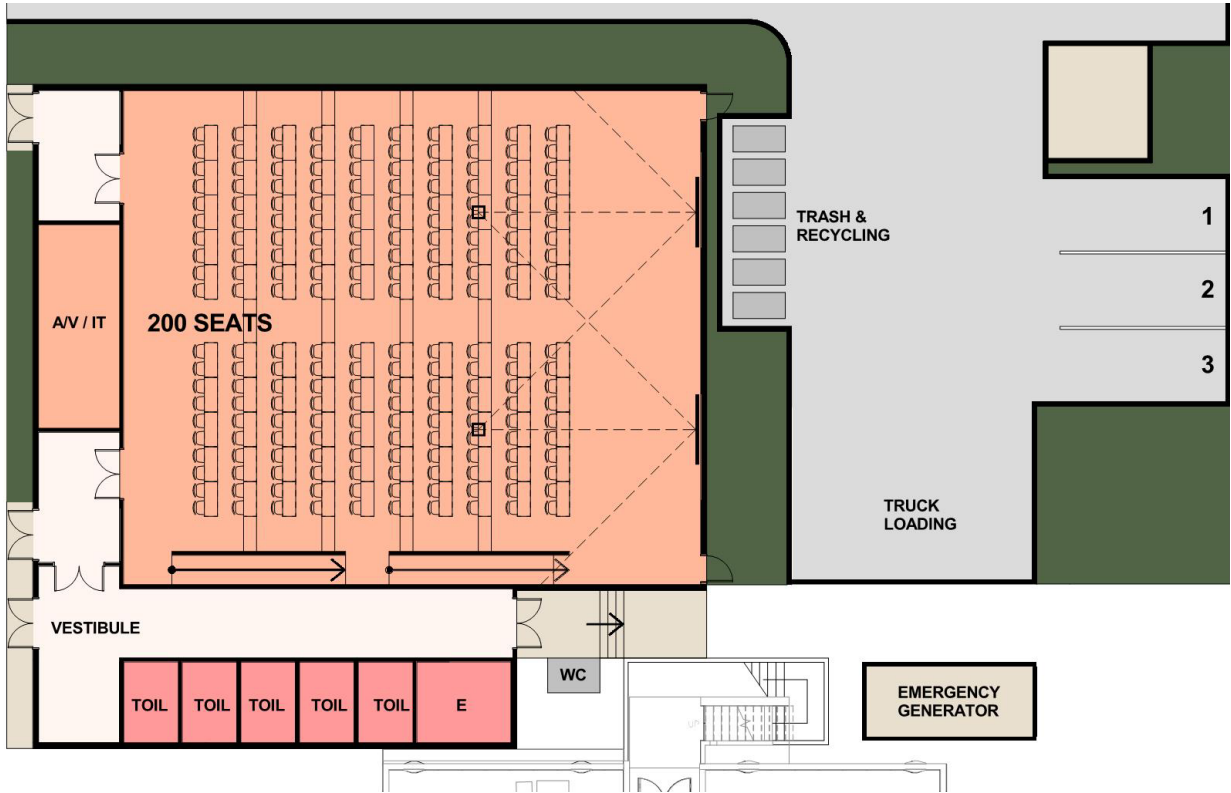 1
TRASH &
RECYCLING
2
A/V / IT
200 SEATS
3
TRUCK
LOADING
VESTIBULE
WC
TOIL
TOIL
TOIL
TOIL
TOIL
E
EMERGENCY
GENERATOR